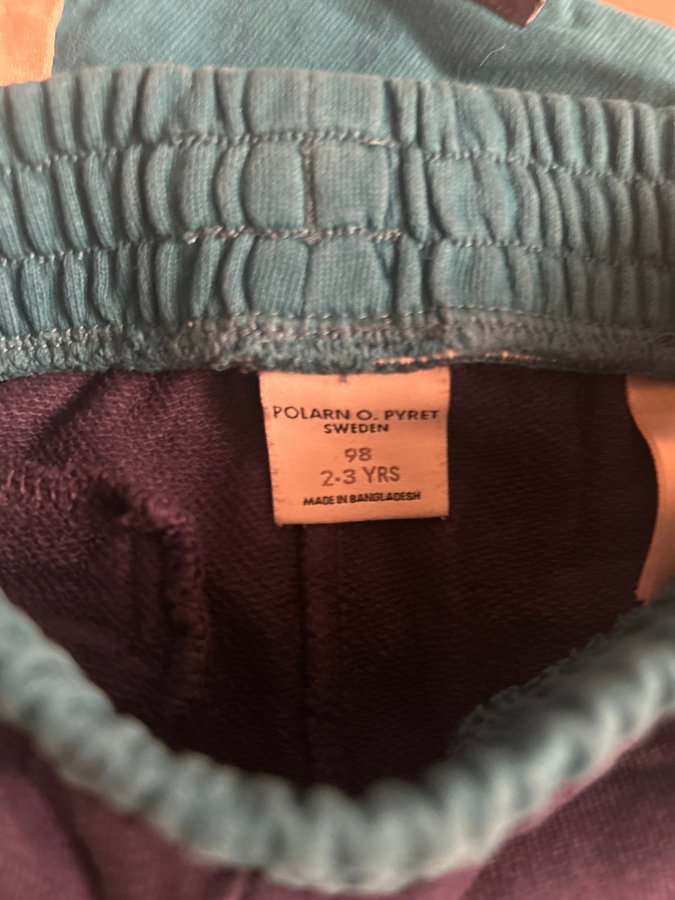 POLARN O. PYRET
SWEDEN
98
2-3 YRS
MADE IN BANGLADESH